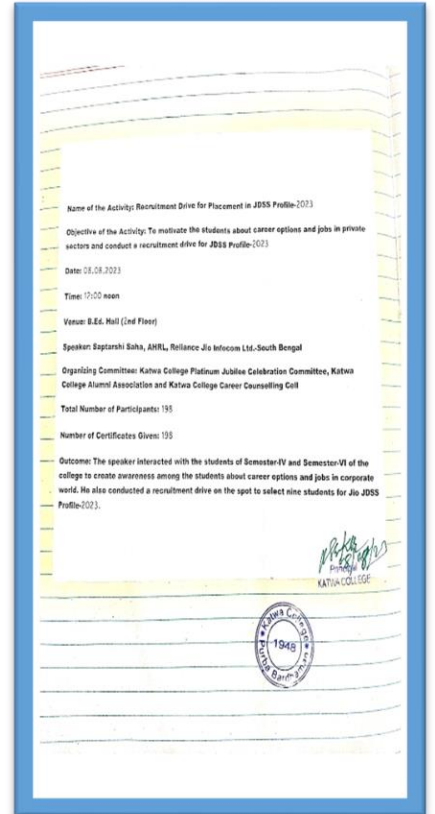 Name of the Activity: Recruitment Drive for Placement in JDSS Profile-2023
Objective of the Activity: To motivate the students about career options and jobs in private
sectors and conduct a recruitment drive for JDSS Profile-2023
Date: 08.08.2023
Time: 12:00 noon
Venue: B.Ed. Hall (2nd Floor)
Speaker: Saptarshi Saha, AHRL, Reliance Jio Infocom Ltd.-South Bengal
Organizing Committee: Katwa College Platinum Jubilee Celebration Committee, Katwa
College Alumni Association and Katwa College Career Counselling Cell
Total Number of Participants: 198
Number of Certificates Given: 198
Outcome: The speaker interacted with the students of Semester-IV and Semester-VI of the
college to create awareness among the students about career options and jobs in corporate
world. He also conducted a recruitment drive on the spot to select nine students for Jio JDSS
Profile-2023.
Principal
KATWA COLLEGE
Katwa College
1948
Purba Bardhaman